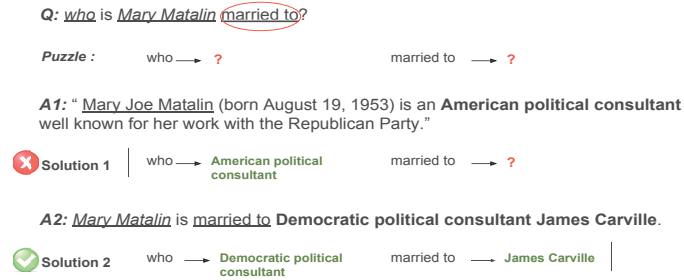 Q: who is Mary Matalin married to?
Puzzle : who → ? married to → ?
A1: “ Mary Joe Matalin (born August 19, 1953) is an American political consultant
well known for her work with the Republican Party.”
Solution 1 who → American political married to → ?
consultant
A2: Mary Matalin is married to Democratic political consultant James Carville.
Solution 2 who → Democratic political married to → James Carville
consultant